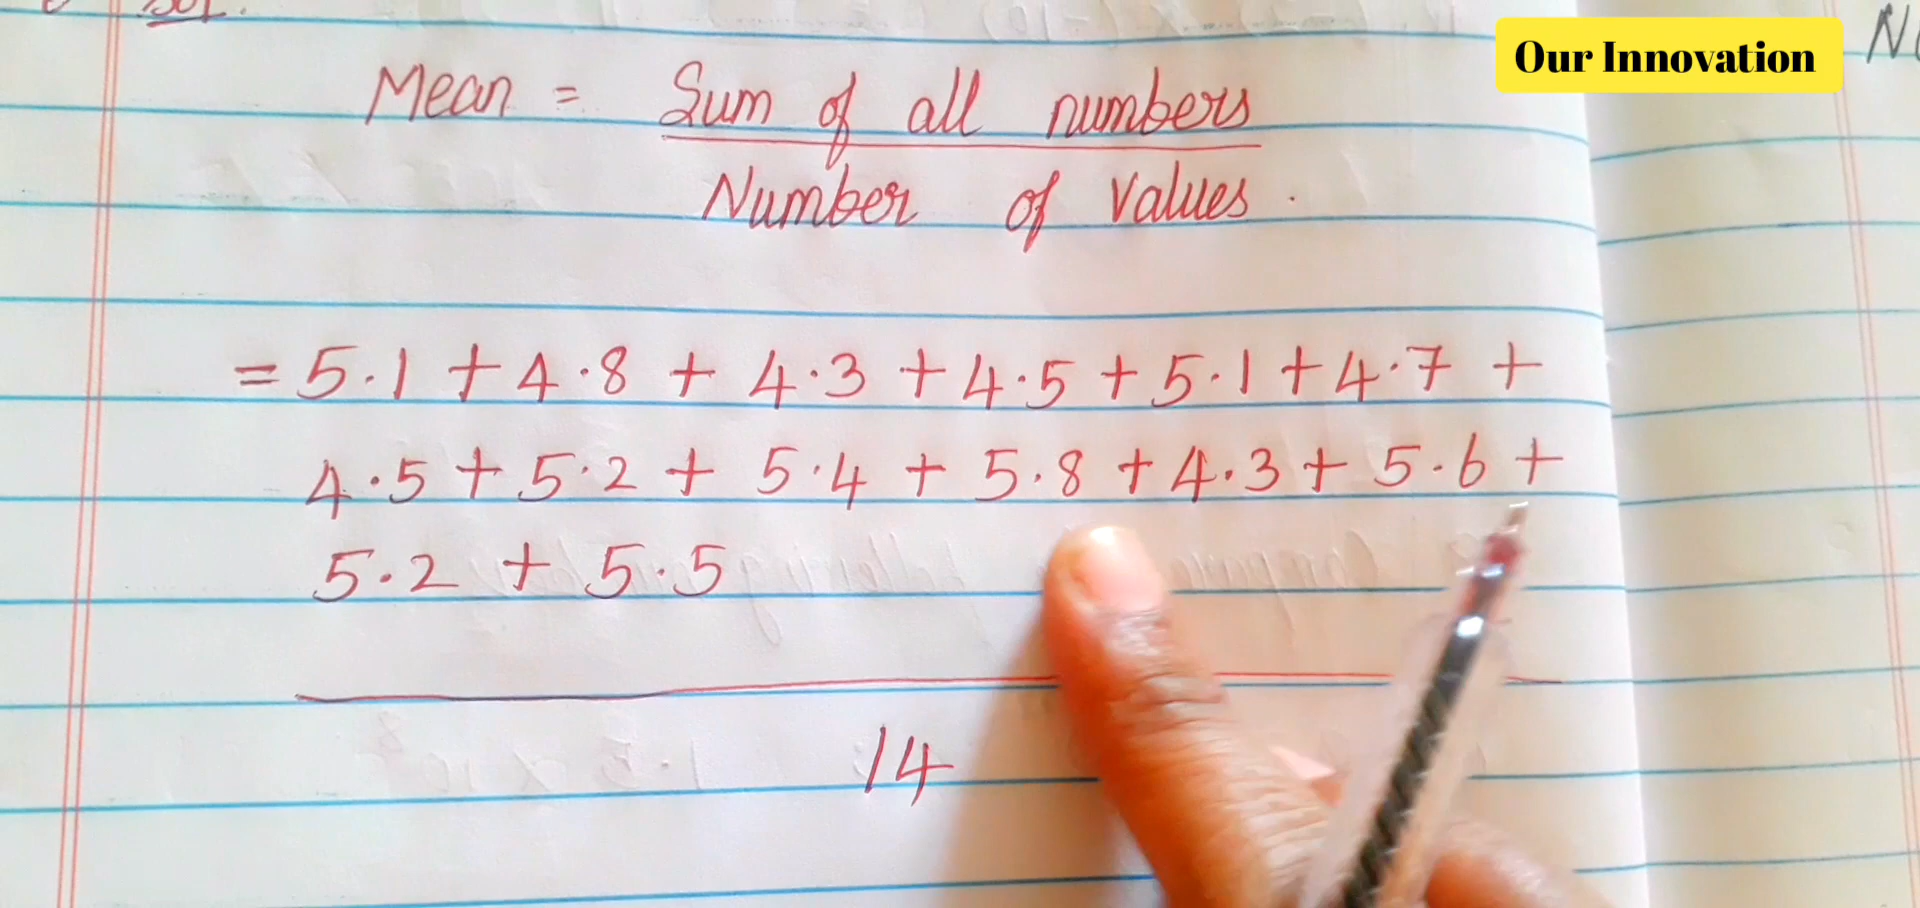 Sol.
Our Innovation
Mean = Sum of all numbers
Number of Values.
= 5.1 + 4.8 + 4.3 + 4.5 + 5.1 + 4.7 +
4.5 + 5.2 + 5.4 + 5.8 + 4.3 + 5.6 +
5.2 + 5.5
14